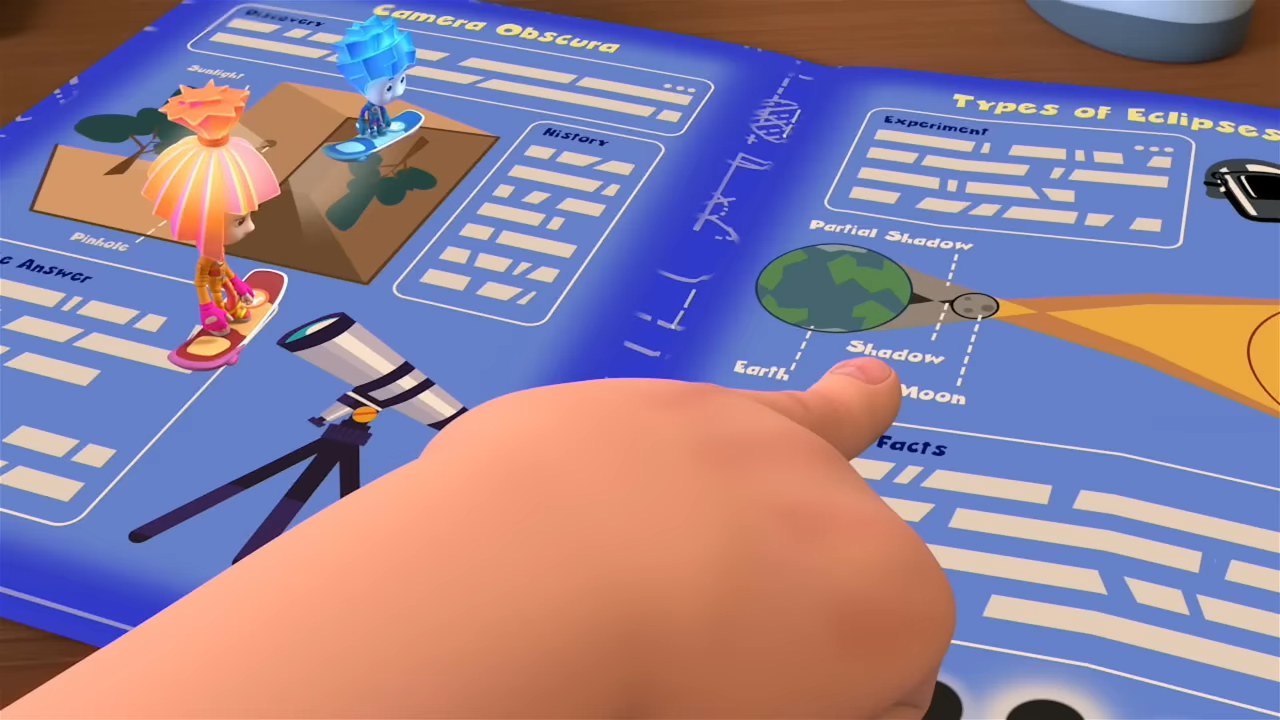 Camera Obscura
Discovery
Sunlight
History
Pinhole
Answer
Types of Eclipses
Experiment
Partial Shadow
Shadow
Earth
Moon
Facts